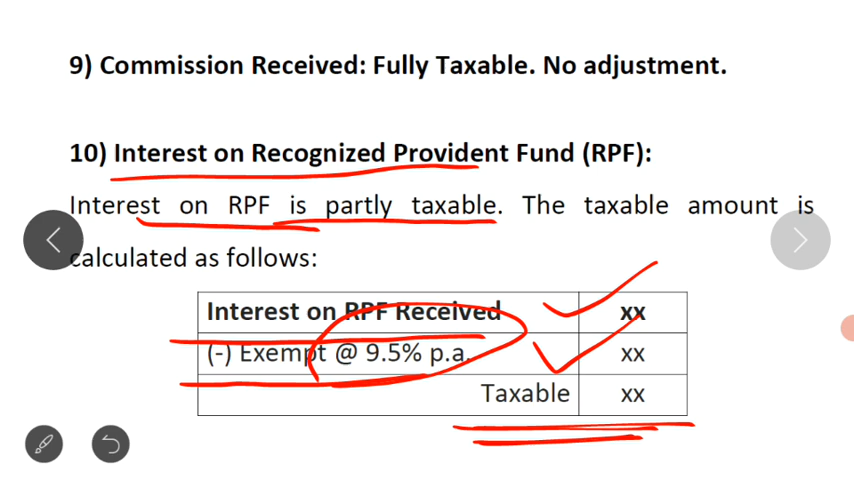 9) Commission Received: Fully Taxable. No adjustment.
10) Interest on Recognized Provident Fund (RPF):
Interest on RPF is partly taxable. The taxable amount is
calculated as follows:
Interest on RPF Received xx
(-) Exempt @ 9.5% p.a. xx
Taxable xx